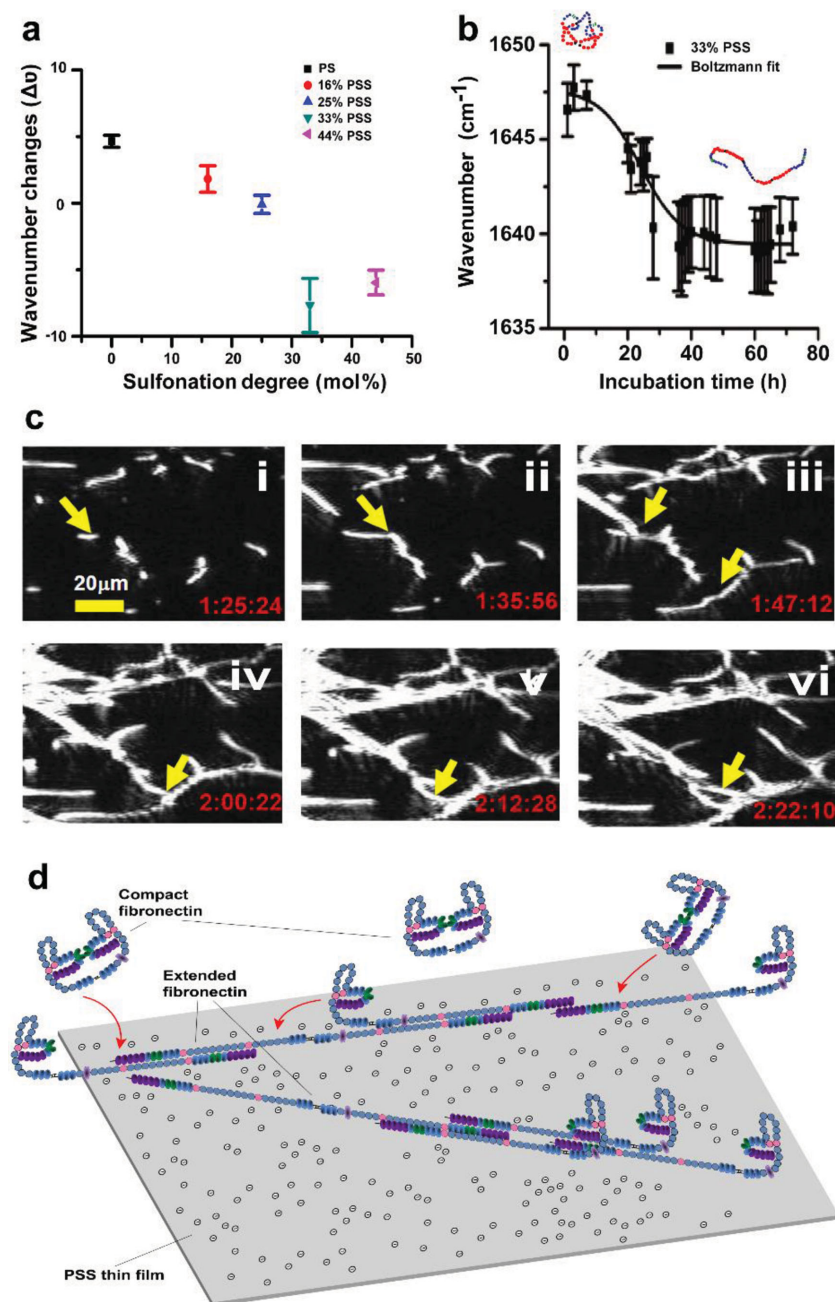 a
10
0
-10
Wavenumber changes (Δυ)
PS
16% PSS
25% PSS
33% PSS
44% PSS
0 10 20 30 40 50
Sulfonation degree (mol%)
b
1650
1645
1640
1635
Wavenumber (cm⁻¹)
33% PSS
Boltzmann fit
0 20 40 60 80
Incubation time (h)
c
i
20μm
1:25:24
ii
1:35:56
iii
1:47:12
iv
2:00:22
v
2:12:28
vi
2:22:10
d
Compact
fibronectin
Extended
fibronectin
PSS thin film